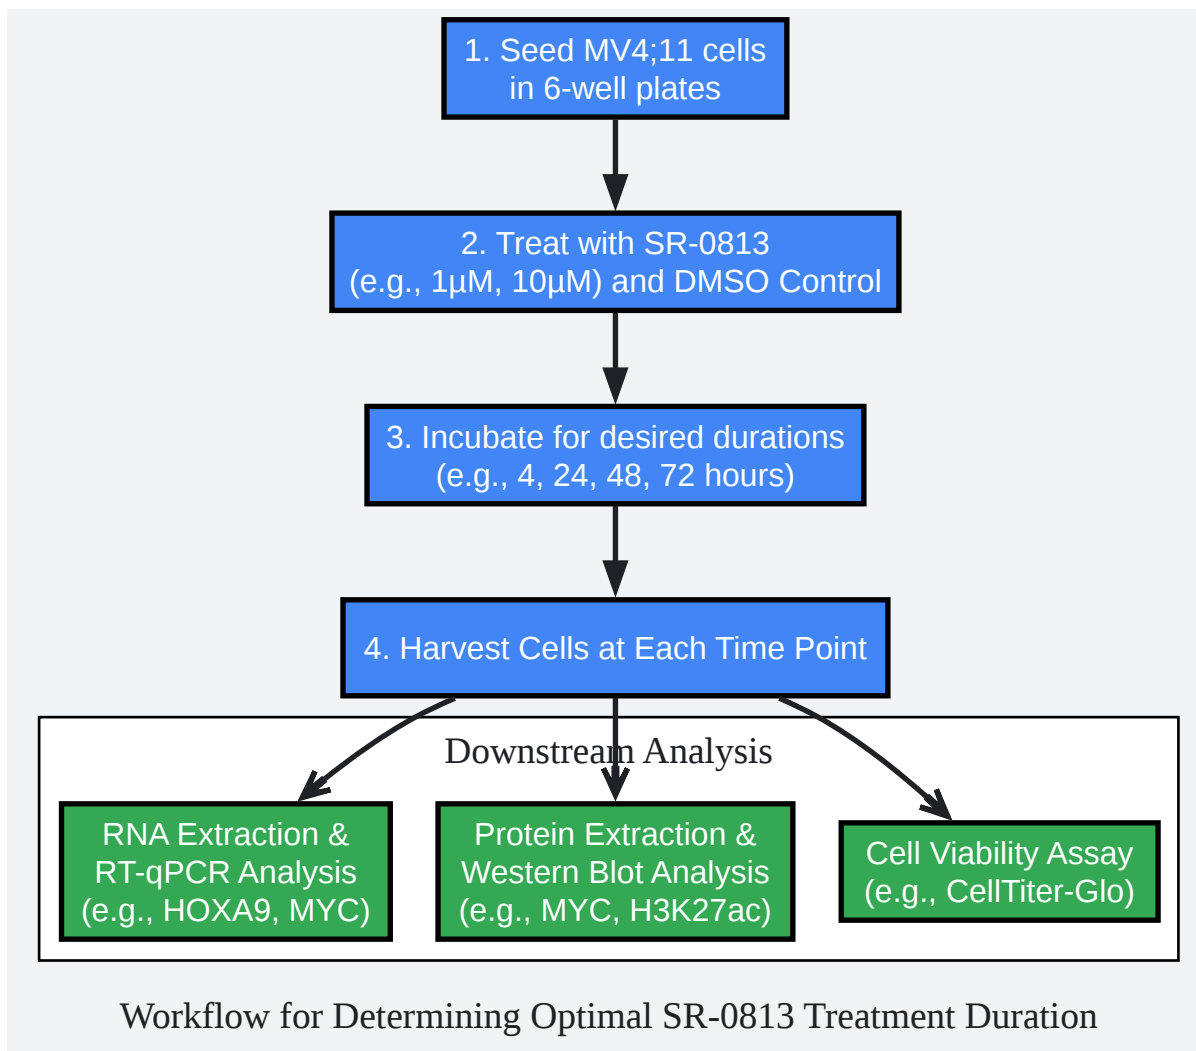 1. Seed MV4;11 cells
in 6-well plates
2. Treat with SR-0813
(e.g., 1µM, 10µM) and DMSO Control
3. Incubate for desired durations
(e.g., 4, 24, 48, 72 hours)
4. Harvest Cells at Each Time Point
Downstream Analysis
RNA Extraction &
RT-qPCR Analysis
(e.g., HOXA9, MYC)
Protein Extraction &
Western Blot Analysis
(e.g., MYC, H3K27ac)
Cell Viability Assay
(e.g., CellTiter-Glo)
Workflow for Determining Optimal SR-0813 Treatment Duration